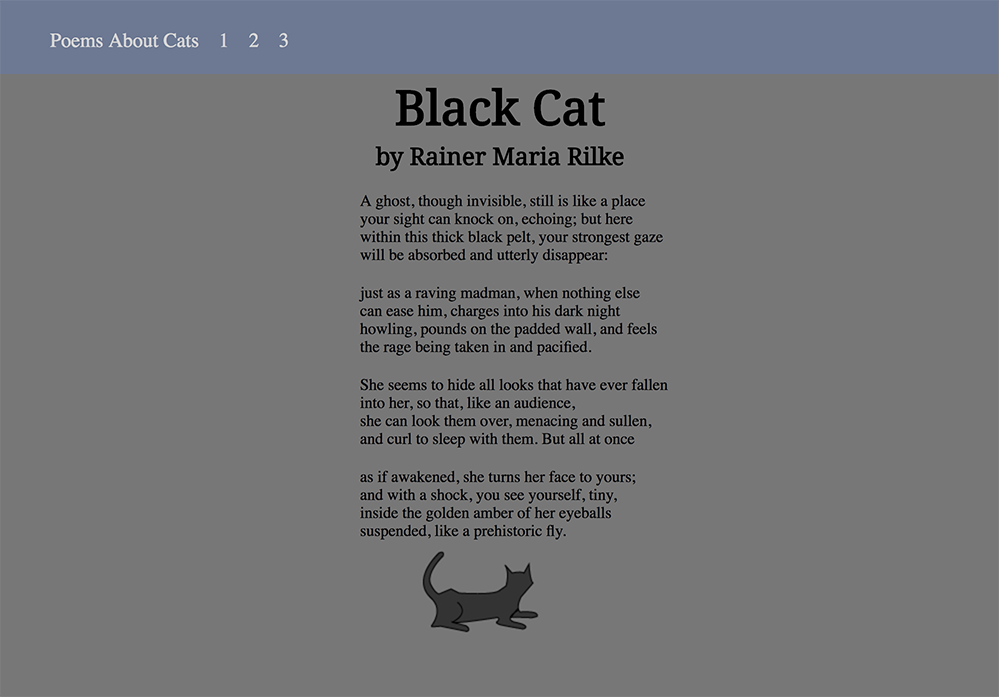 Poems About Cats 1 2 3
Black Cat
by Rainer Maria Rilke
A ghost, though invisible, still is like a place
your sight can knock on, echoing; but here
within this thick black pelt, your strongest gaze
will be absorbed and utterly disappear:
just as a raving madman, when nothing else
can ease him, charges into his dark night
howling, pounds on the padded wall, and feels
the rage being taken in and pacified.
She seems to hide all looks that have ever fallen
into her, so that, like an audience,
she can look them over, menacing and sullen,
and curl to sleep with them. But all at once
as if awakened, she turns her face to yours;
and with a shock, you see yourself, tiny,
inside the golden amber of her eyeballs
suspended, like a prehistoric fly.